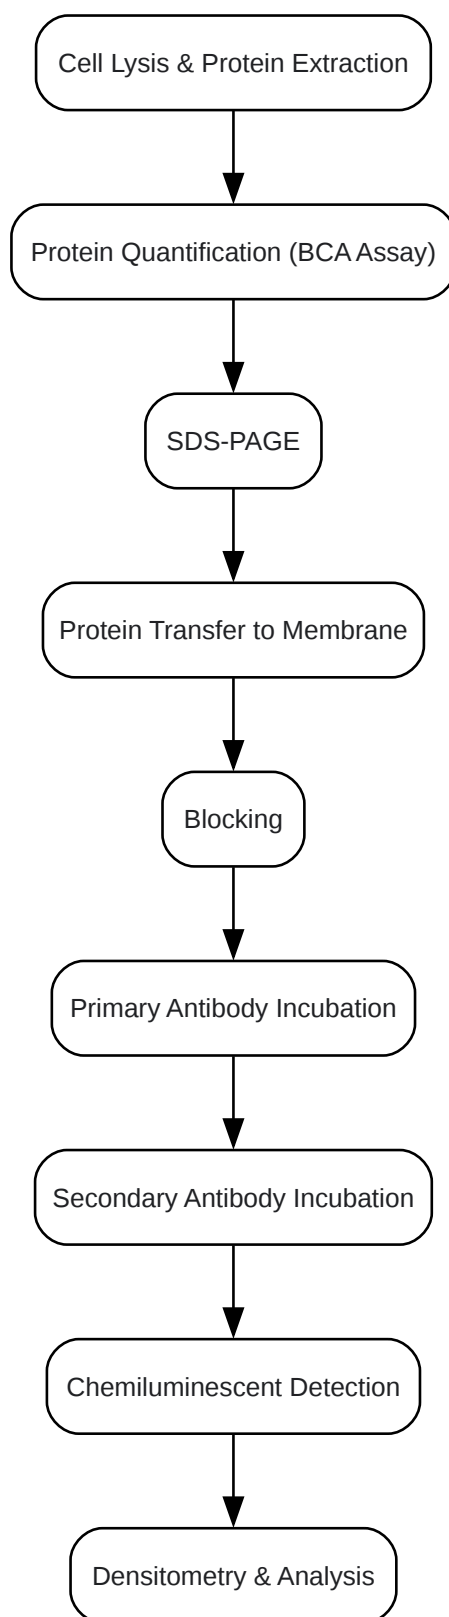 Cell Lysis & Protein Extraction
Protein Quantification (BCA Assay)
SDS-PAGE
Protein Transfer to Membrane
Blocking
Primary Antibody Incubation
Secondary Antibody Incubation
Chemiluminescent Detection
Densitometry & Analysis